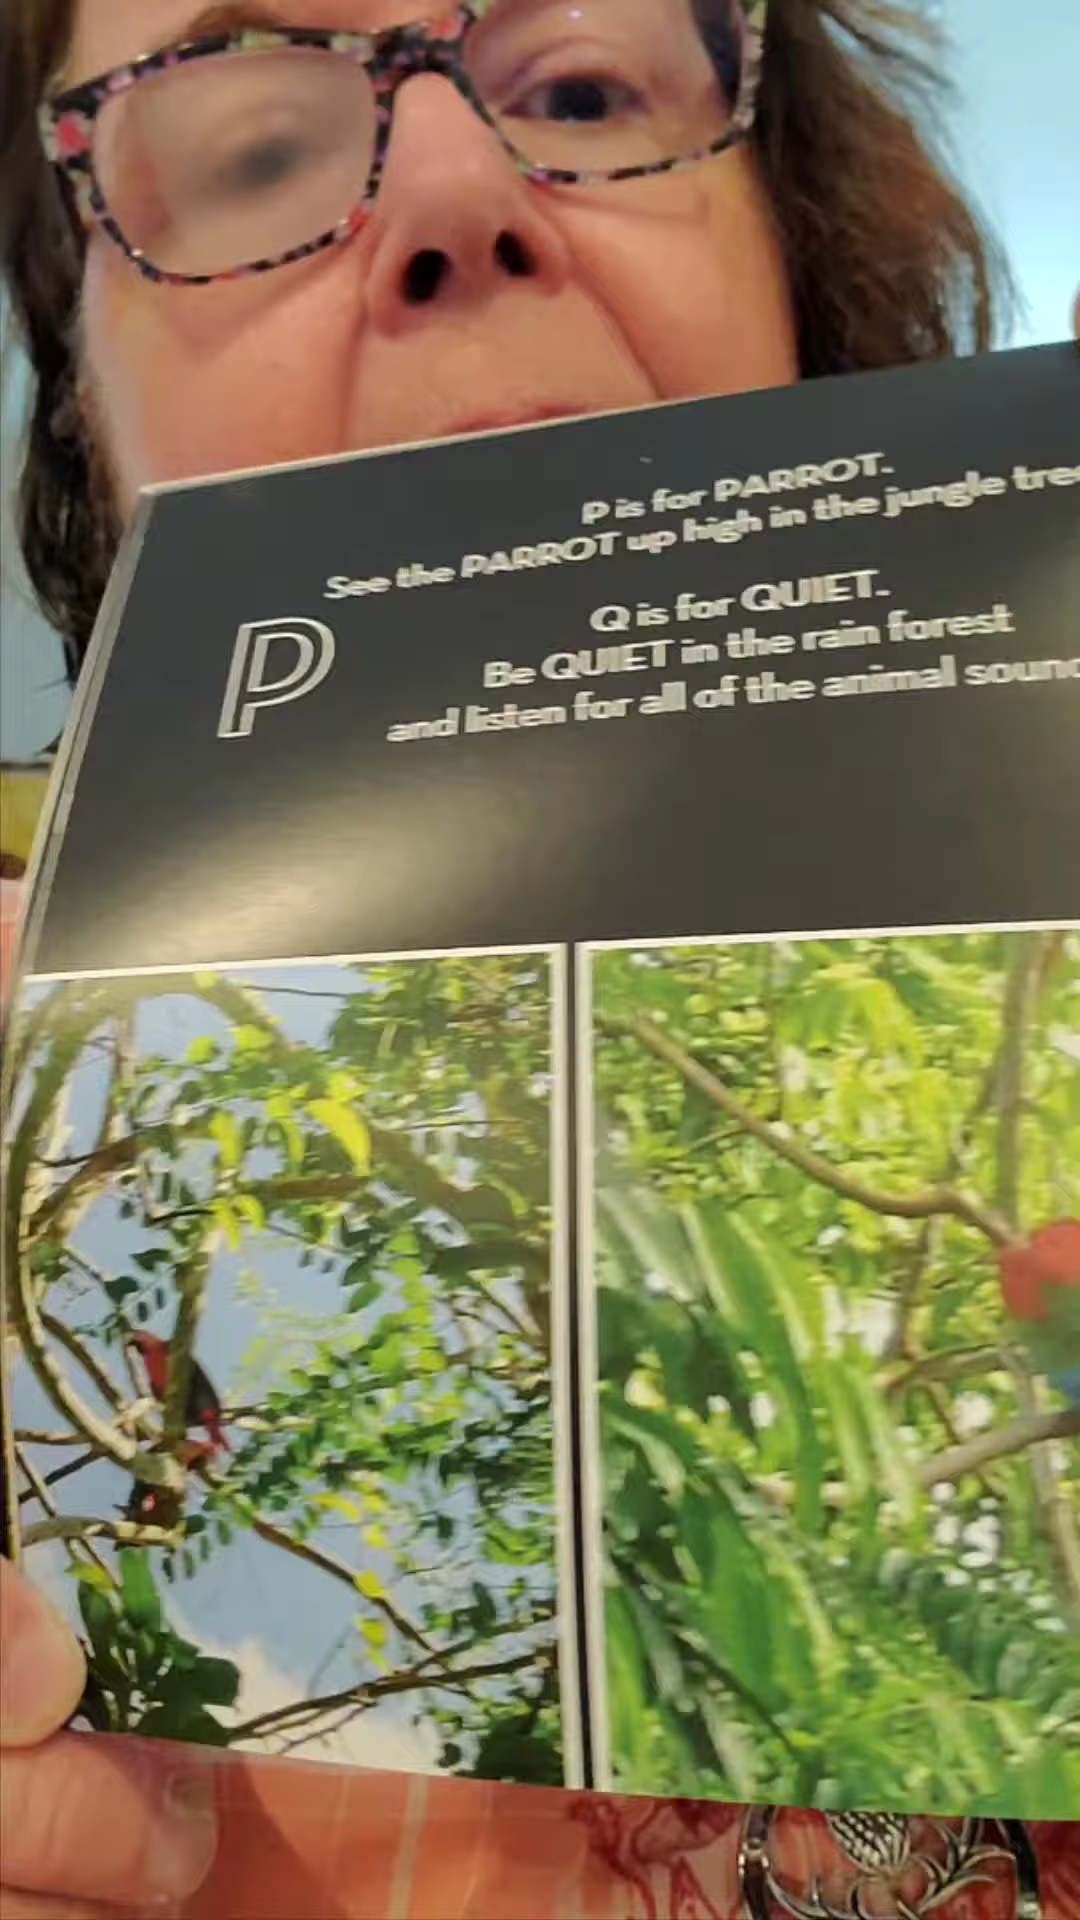 P is for PARROT.
See the PARROT up high in the jungle
P
Q is for QUIET.
Be QUIET in the rain forest
and listen for all of the animal